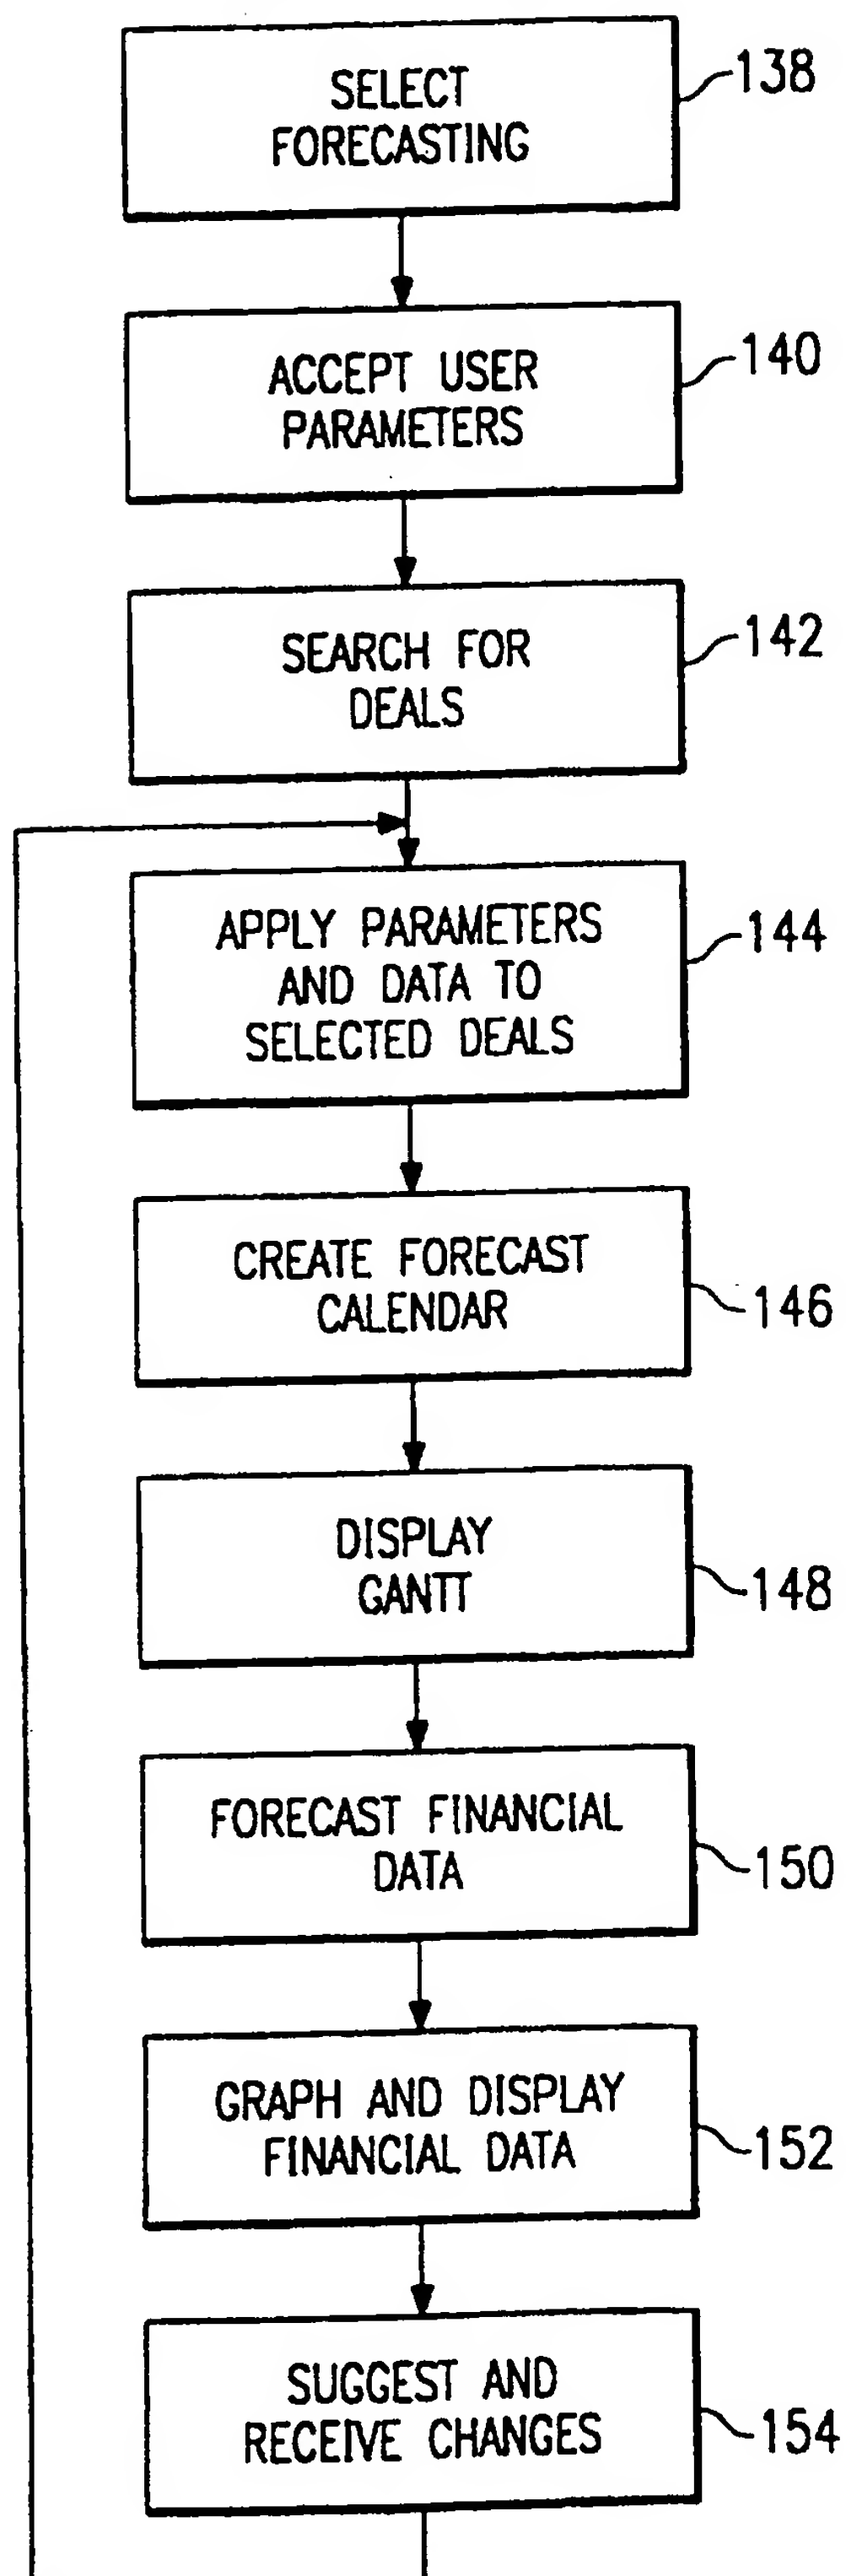 SELECT
FORECASTING
138
ACCEPT USER
PARAMETERS
140
SEARCH FOR
DEALS
142
APPLY PARAMETERS
AND DATA TO
SELECTED DEALS
144
CREATE FORECAST
CALENDAR
146
DISPLAY
GANTT
148
FORECAST FINANCIAL
DATA
150
GRAPH AND DISPLAY
FINANCIAL DATA
152
SUGGEST AND
RECEIVE CHANGES
154